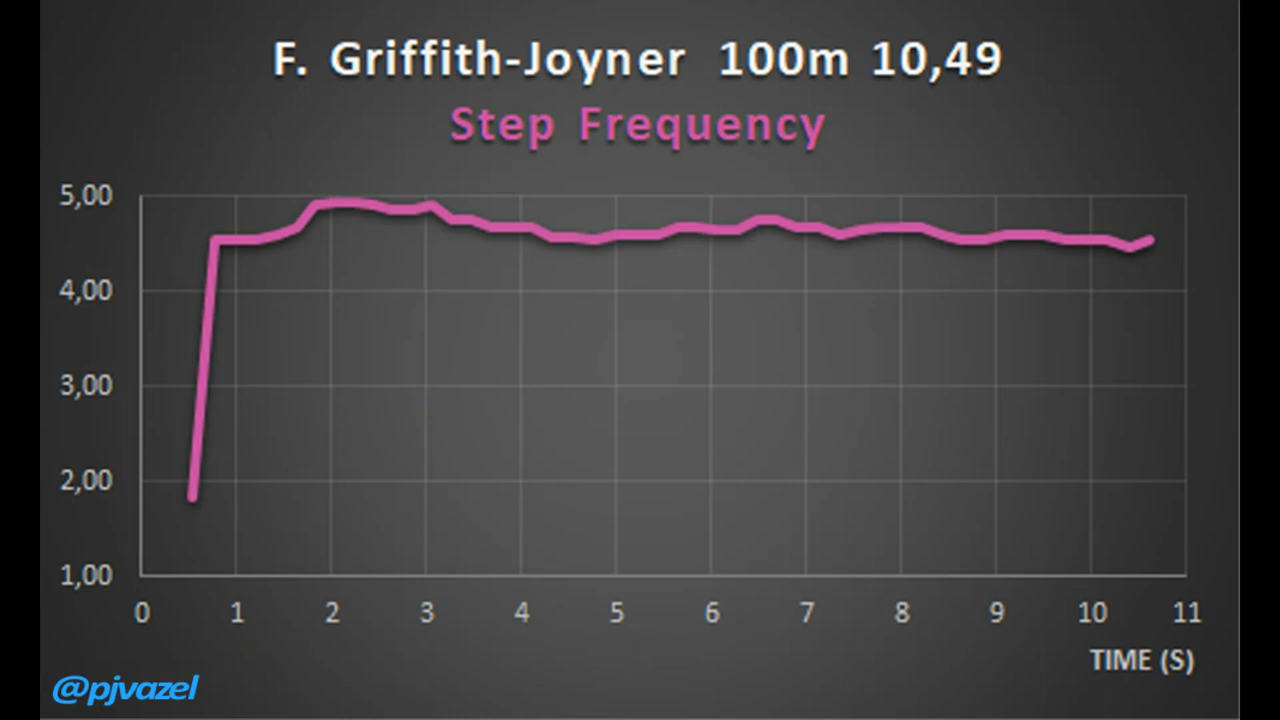 F. Griffith-Joyner 100m 10,49
Step Frequency
5,00
4,00
3,00
2,00
1,00
0 1 2 3 4 5 6 7 8 9 10 11
TIME (S)
@pjvazel